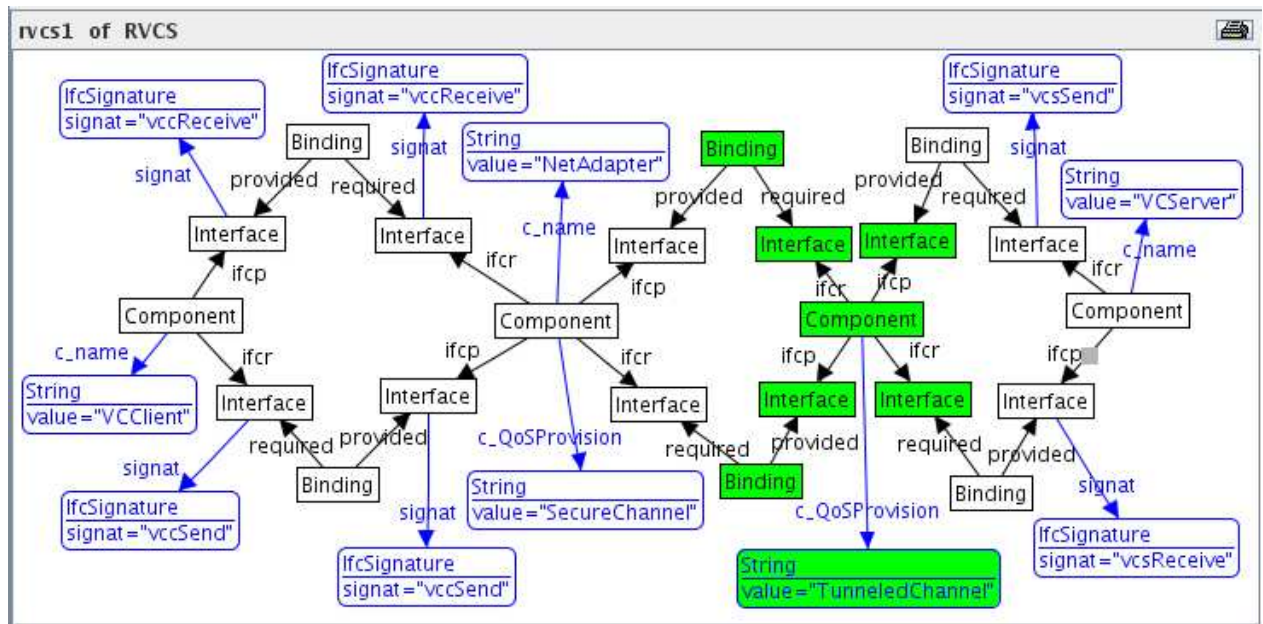 rvcs1 of RVCS
IfcSignature
signat="vccReceive"
IfcSignature
signat="vccReceive"
IfcSignature
signat="vcsSend"
Binding
signat
String
value="NetAdapter"
Binding
Binding
signat
signat
provided
required
provided
required
provided
required
String
value="VCServer"
Interface
Interface
c_name
Interface
Interface
Interface
Interface
ifcp
ifcr
ifcp
ifcr
ifcp
ifcr
c_name
Component
Component
Component
Component
c_name
ifcr
ifcp
ifcr
ifcp
ifcr
ifcp
String
value="VCClient"
Interface
Interface
Interface
Interface
Interface
Interface
required
provided
c_QoSProvision
required
provided
required
provided
signat
Binding
String
value="SecureChannel"
Binding
Binding
signat
IfcSignature
signat="vccSend"
signat
c_QoSProvision
IfcSignature
signat="vcsReceive"
IfcSignature
signat="vccSend"
String
value="TunneledChannel"